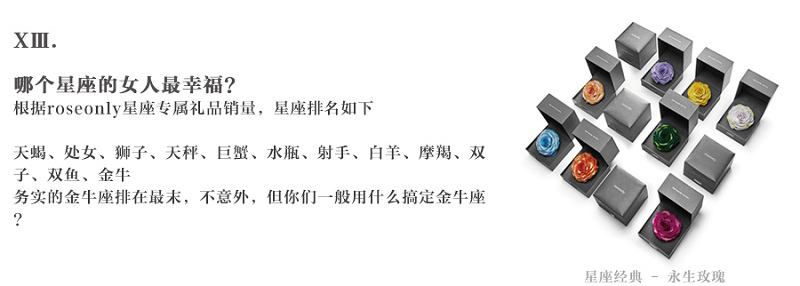 XIII.
哪个星座的女人最幸福？
根据roseonly星座专属礼品销量，星座排名如下
天蝎、处女、狮子、天秤、巨蟹、水瓶、射手、白羊、摩羯、双
子、双鱼、金牛
务实的金牛座排在最末，不意外，但你们一般用什么搞定金牛座
？
星座经典 - 永生玫瑰